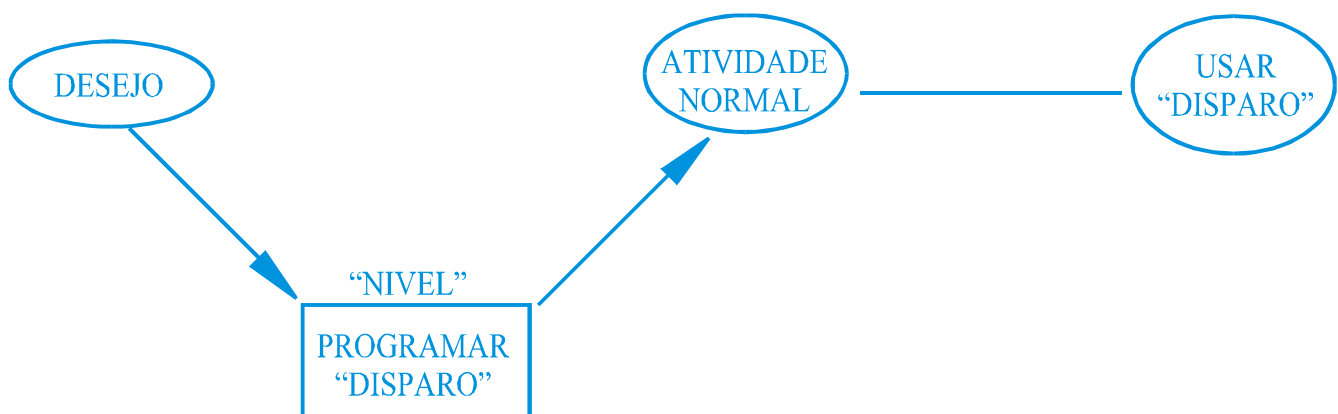 DESEJO
ATIVIDADE
NORMAL
USAR
“DISPARO”
“NIVEL”
PROGRAMAR
“DISPARO”